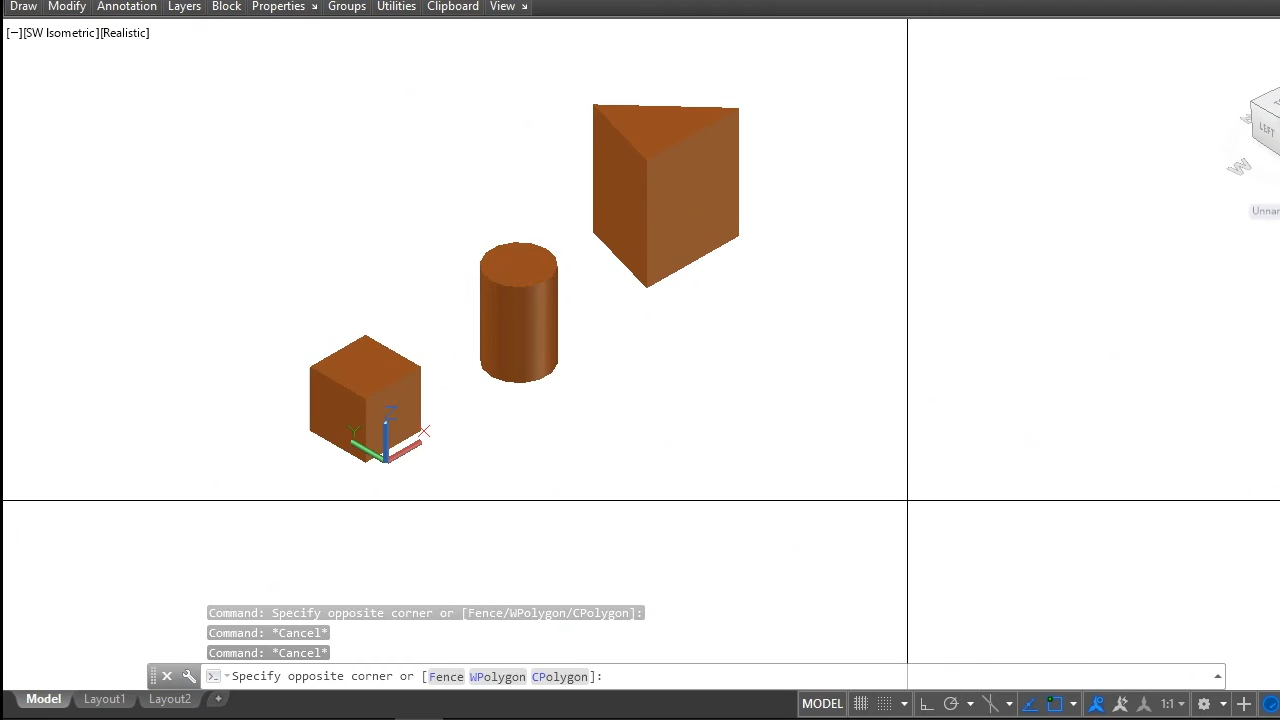 Draw Modify Annotation Layers Block Properties Groups Utilities Clipboard View
[−][SW Isometric][Realistic]
LEFT
W
Z
Y X
Command: Specify opposite corner or [Fence/WPolygon/CPolygon]:
Command: *Cancel*
Command: *Cancel*
Specify opposite corner or [Fence WPolygon CPolygon]:
Model Layout1 Layout2 +
MODEL 1:1